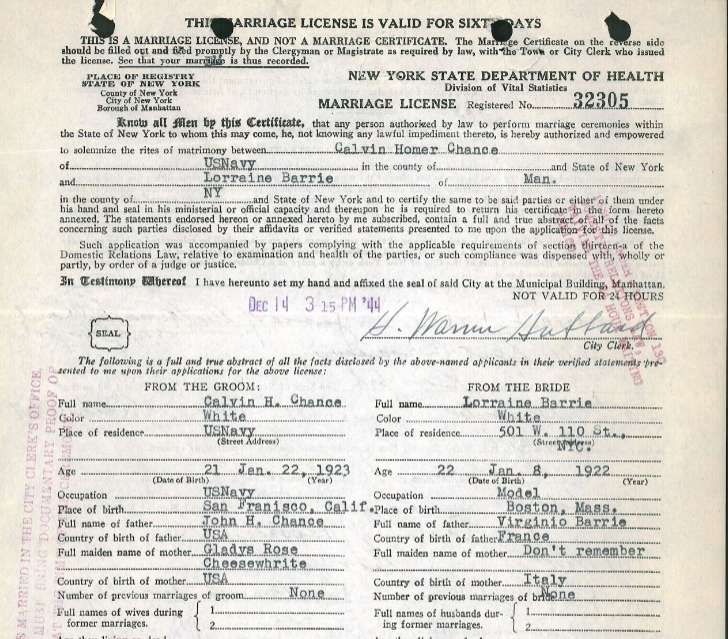 THIS MARRIAGE LICENSE IS VALID FOR SIXTY DAYS
THIS IS A MARRIAGE LICENSE, AND NOT A MARRIAGE CERTIFICATE. The Marriage Certificate on the reverse side
should be filled out and filed promptly by the Clergyman or Magistrate as required by law, with the Town or City Clerk who issued
the license. See that your marriage is thus recorded.
PLACE OF REGISTRY
STATE OF NEW YORK
County of New York
City of New York
Borough of Manhattan
NEW YORK STATE DEPARTMENT OF HEALTH
Division of Vital Statistics
MARRIAGE LICENSE Registered No. 32305
Know all Men by this Certificate, that any person authorized by law to perform marriage ceremonies within
the State of New York to whom this may come, he, not knowing any lawful impediment thereto, is hereby authorized and empowered
to solemnize the rites of matrimony between Calvin Homer Chance
of USNavy in the county of and State of New York
and Lorraine Barrie of Man.
in the county of NY and State of New York and to certify the same to be said parties or either of them under
his hand and seal in his ministerial or official capacity and thereupon he is required to return his certificate in the form hereto
annexed. The statements endorsed hereon or annexed hereto by me subscribed, contain a full and true abstract of all of the facts
concerning such parties disclosed by their affidavits or verified statements presented to me upon the application for this license.
Such application was accompanied by papers complying with the applicable requirements of section thirteen-a of the
Domestic Relations Law, relative to examination and health of the parties, or such compliance was dispensed with, wholly or
partly, by order of a judge or justice.
In Testimony Whereof I have hereunto set my hand and affixed the seal of said City at the Municipal Building, Manhattan.
DEC 14 3 15 PM '44
NOT VALID FOR 24 HOURS
SEAL
H. Warren Hubbard
City Clerk.
The following is a full and true abstract of all the facts disclosed by the above-named applicants in their verified statements pre-
sented to me upon their applications for the above license:
FROM THE GROOM:
Full name Calvin H. Chance
Color White
Place of residence USNavy
(Street Address)
Age 21 Jan. 22, 1923
(Date of Birth) (Year)
Occupation USNavy
Place of birth San Franisco, Calif.
Full name of father John H. Chance
Country of birth of father USA
Full maiden name of mother Gladys Rose
Cheesewhrite
Country of birth of mother USA
Number of previous marriages of groom None
Full names of wives during
former marriages. 1
2
FROM THE BRIDE
Full name Lorraine Barrie
Color White
Place of residence 501 W. 110 St.,
(Street Address)
NYC.
Age 22 Jan. 8, 1922
(Date of Birth) (Year)
Occupation Model
Place of birth Boston, Mass.
Full name of father Virginio Barrie
Country of birth of father France
Full maiden name of mother Don't remember
Country of birth of mother Italy
Number of previous marriages of bride None
Full names of husbands dur-
ing former marriages. 1
2
MARRIED IN THE CITY CLERK'S OFFICE,